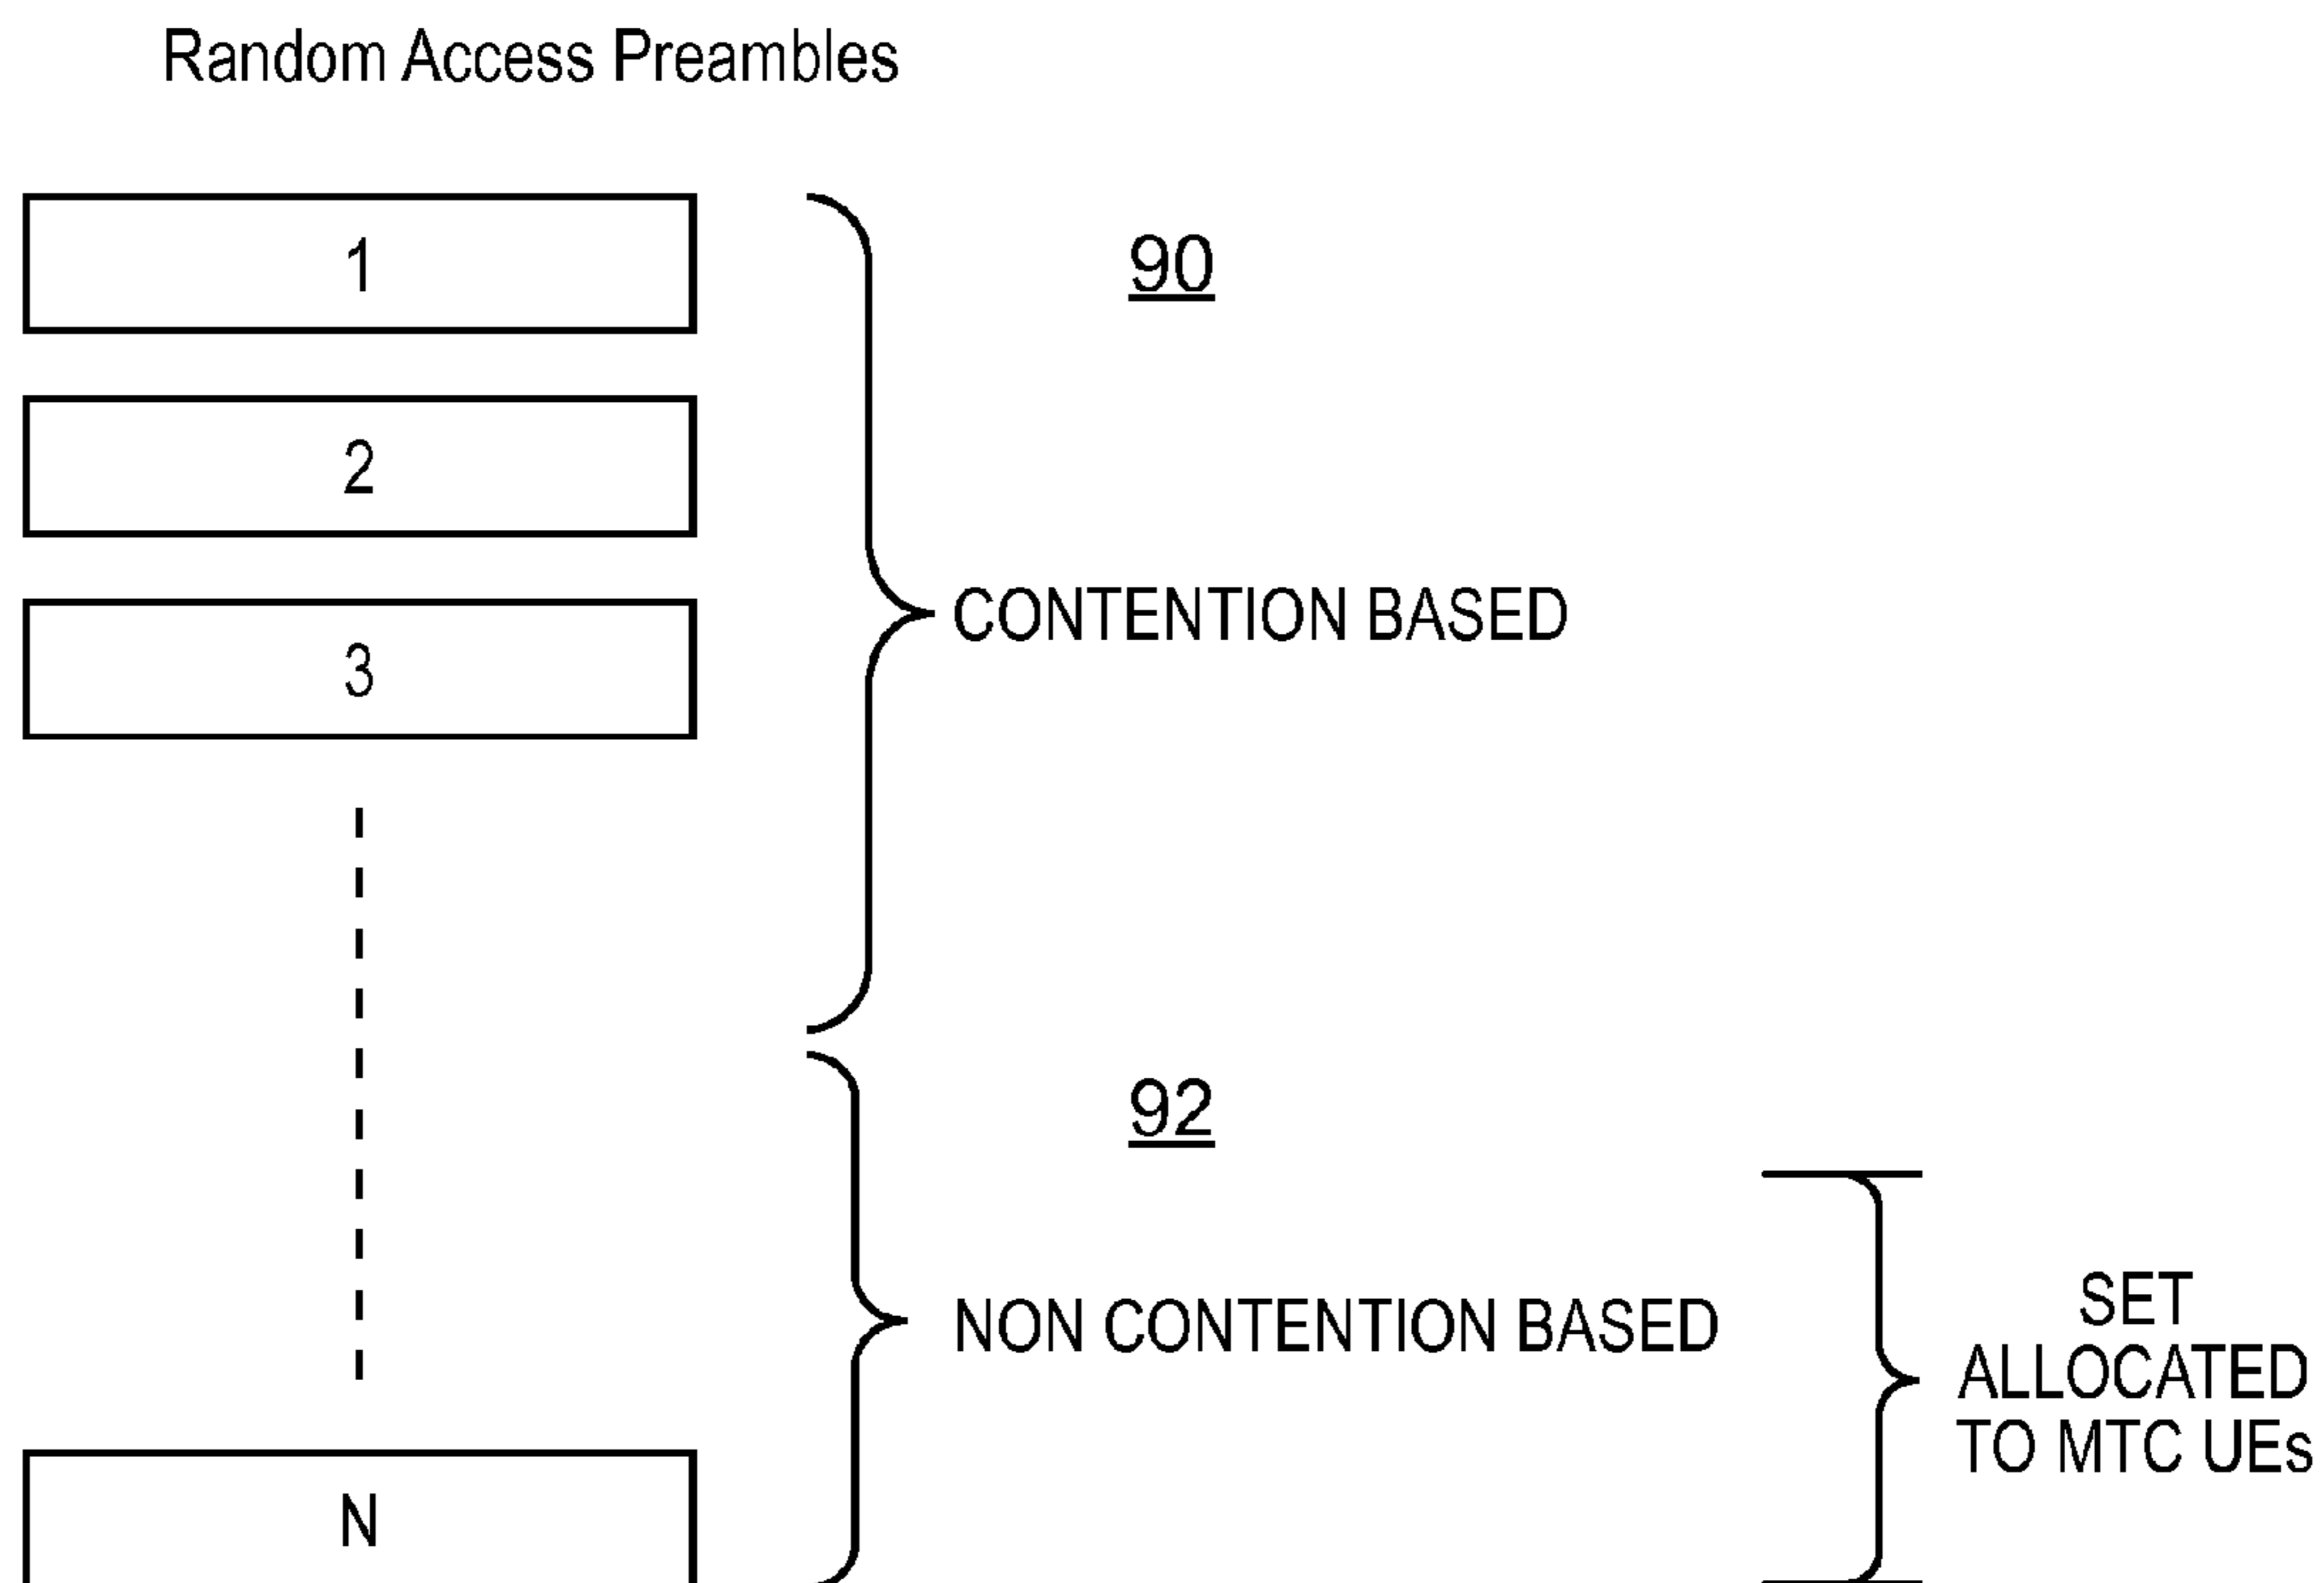 Random Access Preambles
1
90
2
CONTENTION BASED
3
92
NON CONTENTION BASED
SET
ALLOCATED
TO MTC UEs
N